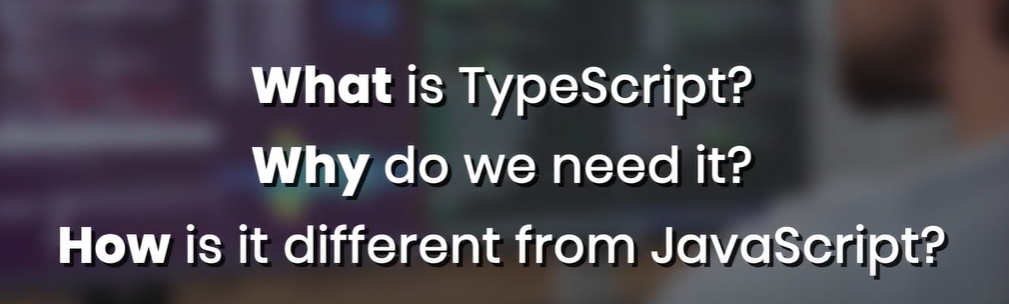 What is TypeScript?
Why do we need it?
How is it different from JavaScript?